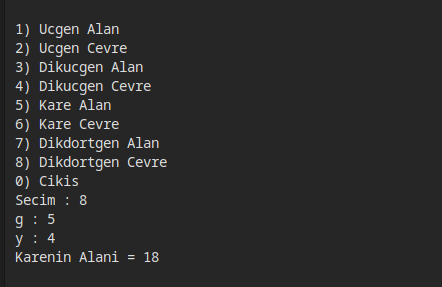 1) Ucgen Alan
2) Ucgen Cevre
3) Dikucgen Alan
4) Dikucgen Cevre
5) Kare Alan
6) Kare Cevre
7) Dikdortgen Alan
8) Dikdortgen Cevre
0) Cikis
Secim : 8
g : 5
y : 4
Karenin Alani = 18